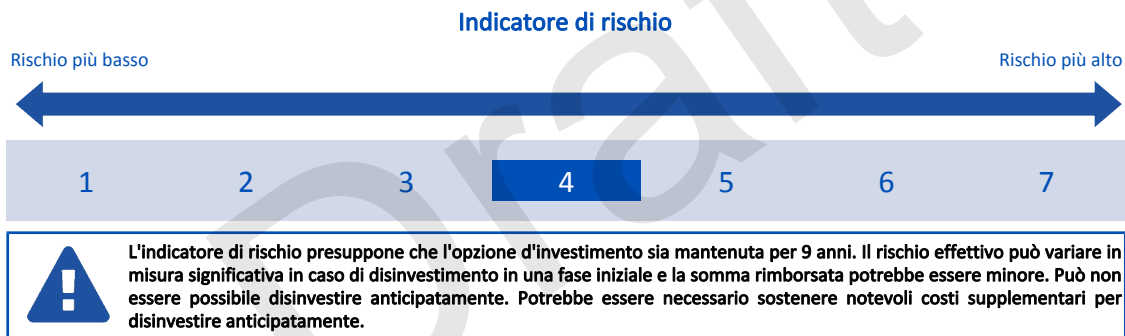 Indicatore di rischio
Rischio più basso
Rischio più alto
1 2 3 4 5 6 7
L'indicatore di rischio presuppone che l'opzione d'investimento sia mantenuta per 9 anni. Il rischio effettivo può variare in
misura significativa in caso di disinvestimento in una fase iniziale e la somma rimborsata potrebbe essere minore. Può non
essere possibile disinvestire anticipatamente. Potrebbe essere necessario sostenere notevoli costi supplementari per
disinvestire anticipatamente.
Draft